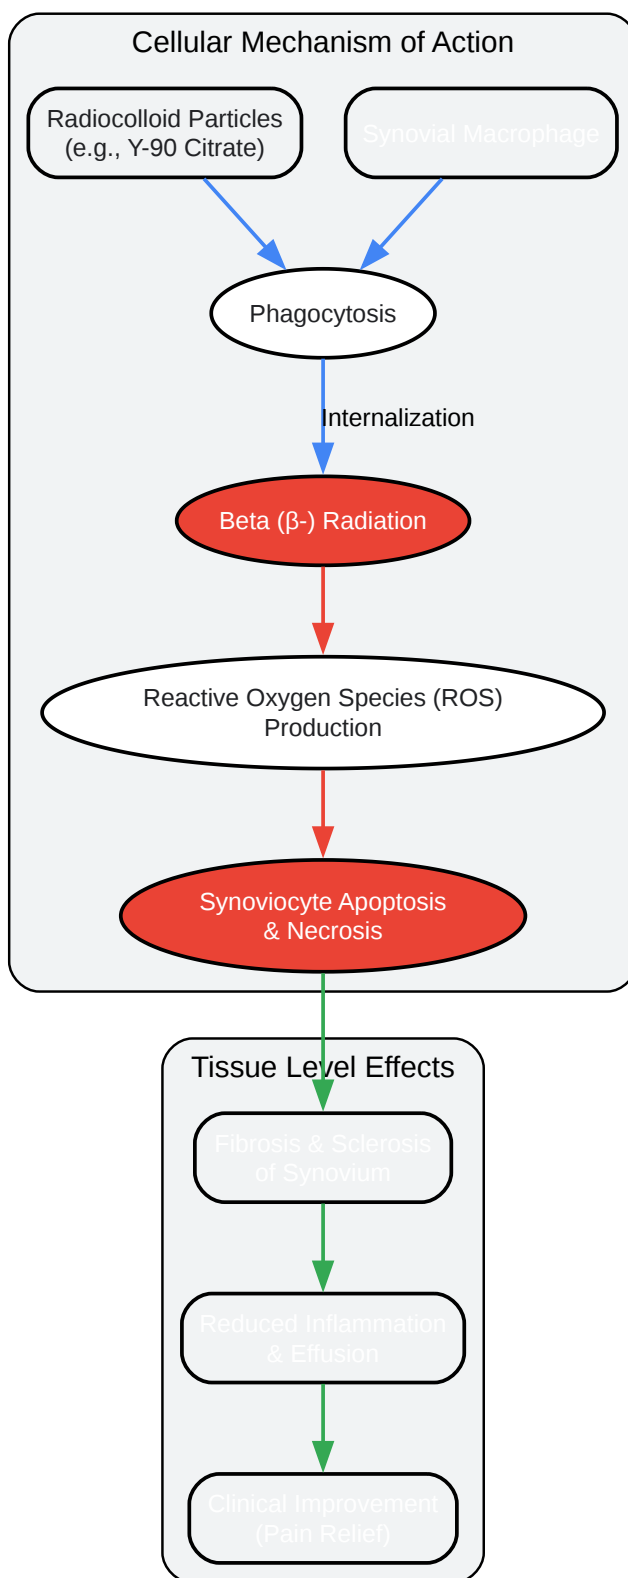 Cellular Mechanism of Action
Radiocolloid Particles
(e.g., Y-90 Citrate)
Synovial Macrophage
Phagocytosis
Internalization
Beta (β-) Radiation
Reactive Oxygen Species (ROS)
Production
Synoviocyte Apoptosis
& Necrosis
Tissue Level Effects
Fibrosis & Sclerosis
of Synovium
Reduced Inflammation
& Effusion
Clinical Improvement
(Pain Relief)